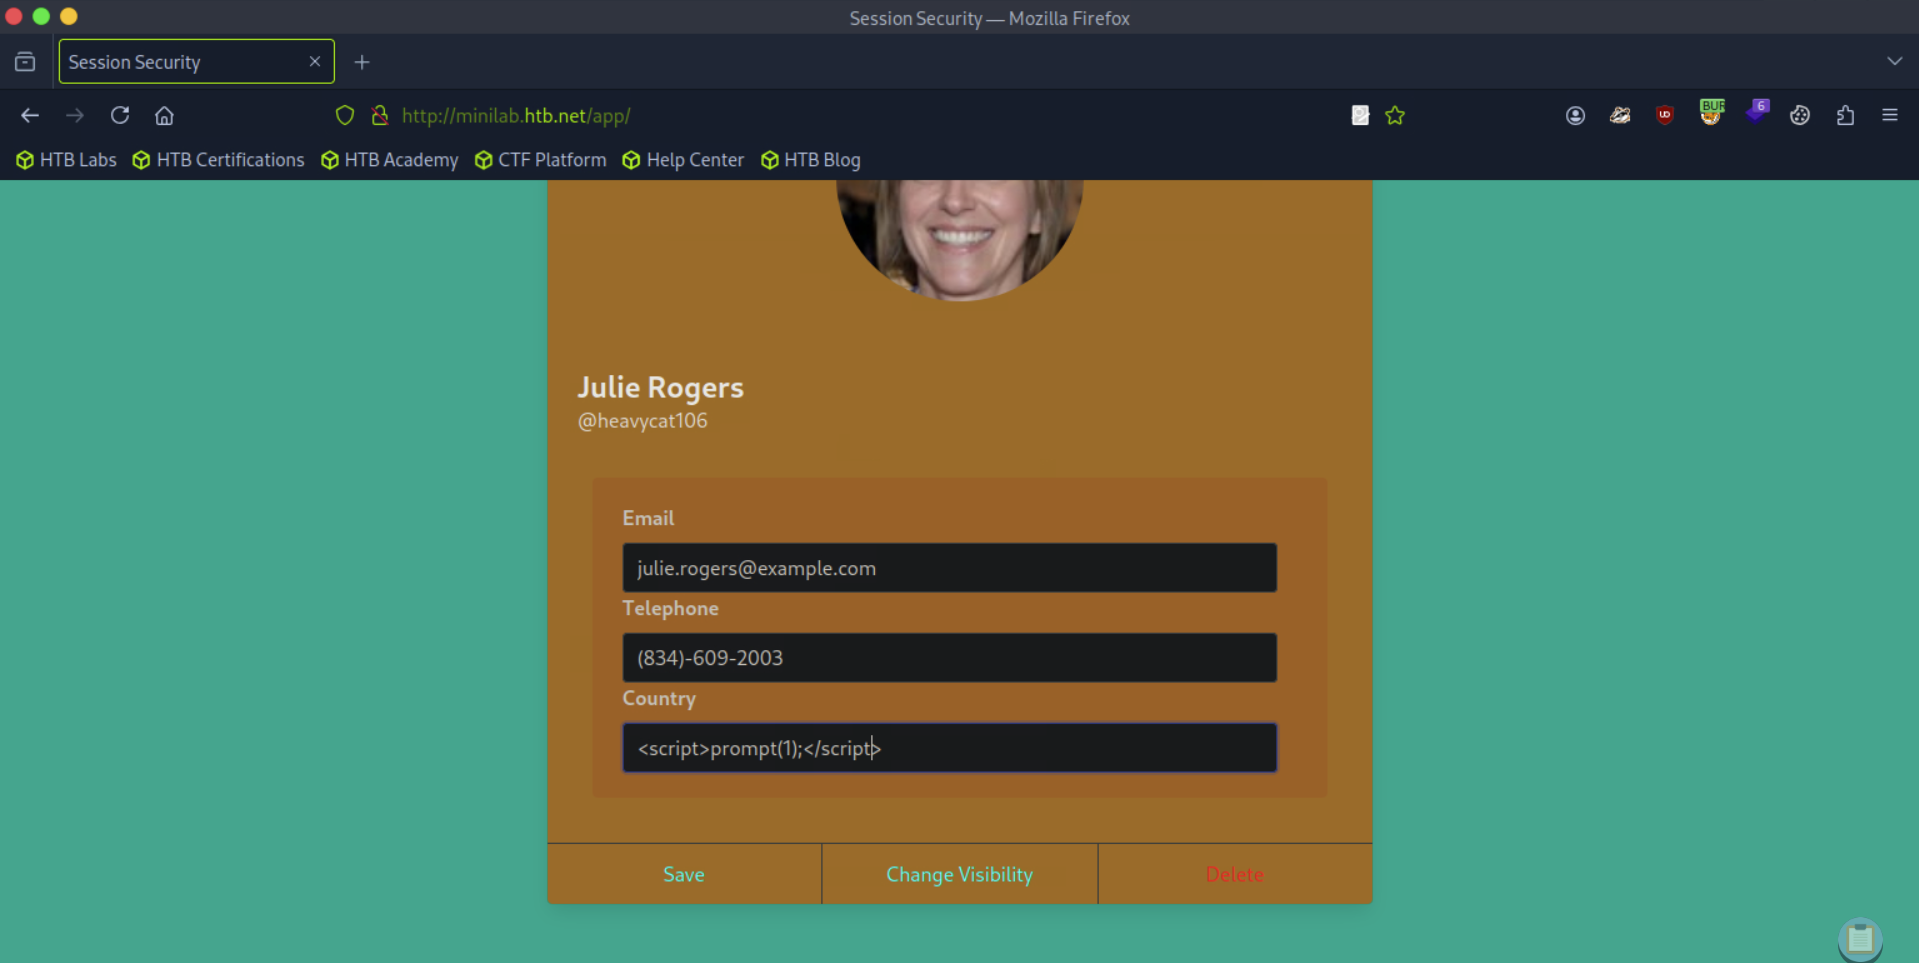 Session Security — Mozilla Firefox
Session Security
http://minilab.htb.net/app/
BUF
6
HTB Labs HTB Certifications HTB Academy CTF Platform Help Center HTB Blog
Julie Rogers
@heavycat106
Email
julie.rogers@example.com
Telephone
(834)-609-2003
Country
<script>prompt(1);</script>
Save Change Visibility Delete